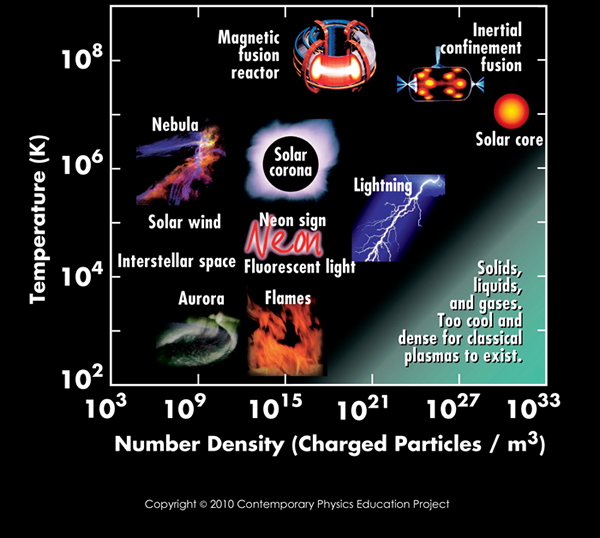 10⁸
10⁶
10⁴
10²
Temperature (K)
Magnetic
fusion
reactor
Inertial
confinement
fusion
Solar core
Nebula
Solar
corona
Lightning
Solar wind
Neon sign
Neon
Interstellar space
Fluorescent light
Aurora
Flames
Solids,
liquids,
and gases.
Too cool and
dense for classical
plasmas to exist.
10³ 10⁹ 10¹⁵ 10²¹ 10²⁷ 10³³
Number Density (Charged Particles / m³)
Copyright © 2010 Contemporary Physics Education Project